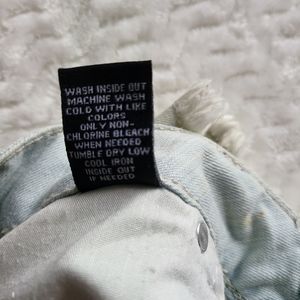 WASH INSIDE OUT
MACHINE WASH
COLD WITH LIKE
COLORS
ONLY NON-
CHLORINE BLEACH
WHEN NEEDED
TUMBLE DRY LOW
COOL IRON
INSIDE OUT
IF NEEDED